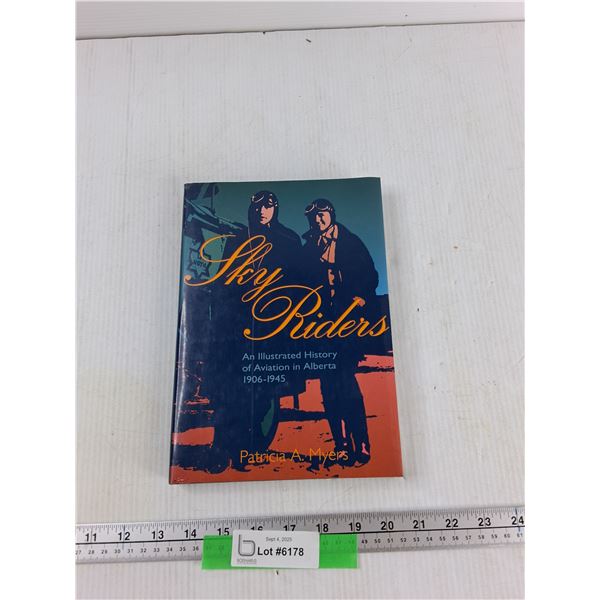 Sky
Riders
An Illustrated History
of Aviation in Alberta
1906-1945
Patricia A. Myers
11 12 13 14 15 16 17 18 19 20 21 22 23 24
Sept 4, 2025
Lot #6178